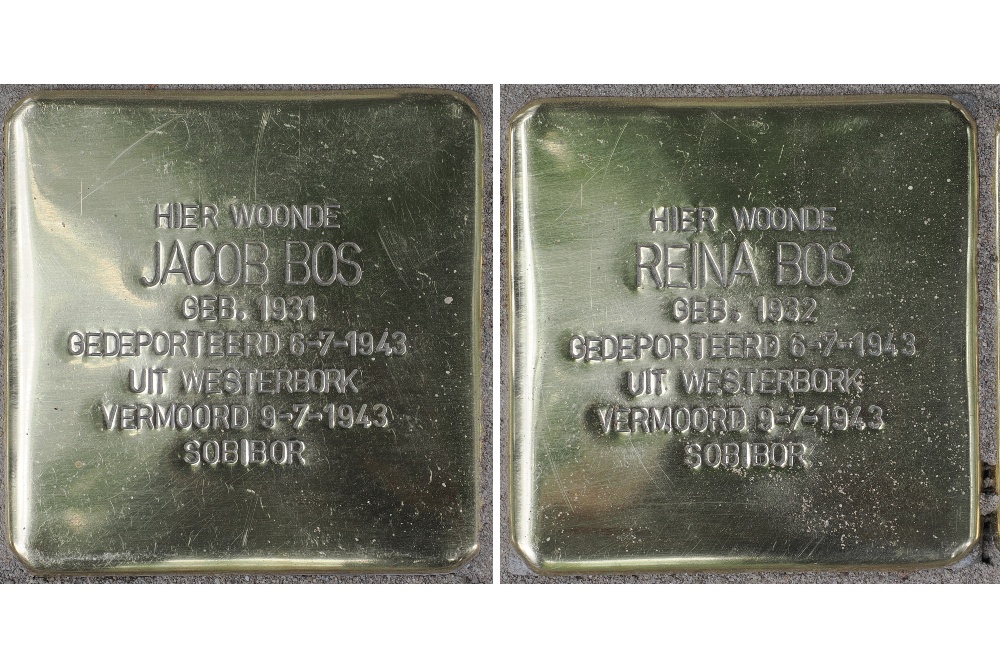 HIER WOONDE
JACOB BOS
GEB. 1931
GEDEPORTEERD 6-7-1943
UIT WESTERBORK
VERMOORD 9-7-1943
SOBIBOR
HIER WOONDE
REINA BOS
GEB. 1932
GEDEPORTEERD 6-7-1943
UIT WESTERBORK
VERMOORD 9-7-1943
SOBIBOR